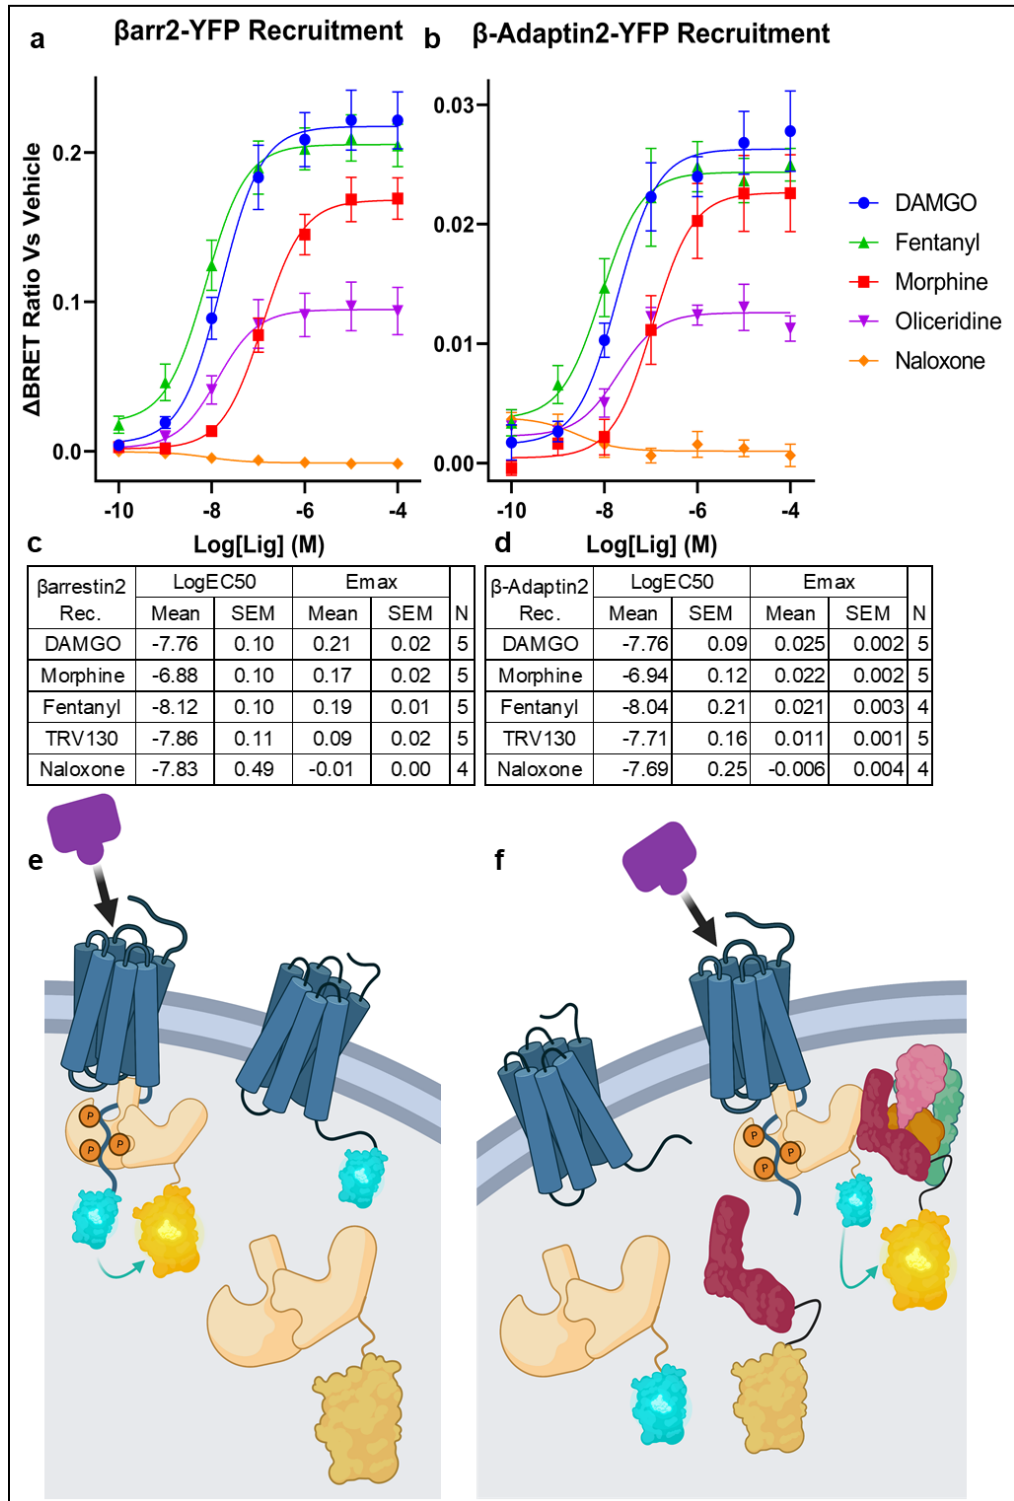 a βarr2-YFP Recruitment
b β-Adaptin2-YFP Recruitment
ΔBRET Ratio Vs Vehicle
0.2
0.1
0.0
-10 -8 -6 -4
Log[Lig] (M)
0.03
0.02
0.01
0.00
-10 -8 -6 -4
Log[Lig] (M)
DAMGO
Fentanyl
Morphine
Oliceridine
Naloxone
c
βarrestin2 Rec. LogEC50 Emax N
Mean SEM Mean SEM
DAMGO -7.76 0.10 0.21 0.02 5
Morphine -6.88 0.10 0.17 0.02 5
Fentanyl -8.12 0.10 0.19 0.01 5
TRV130 -7.86 0.11 0.09 0.02 5
Naloxone -7.83 0.49 -0.01 0.00 4
d
β-Adaptin2 Rec. LogEC50 Emax N
Mean SEM Mean SEM
DAMGO -7.76 0.09 0.025 0.002 5
Morphine -6.94 0.12 0.022 0.002 5
Fentanyl -8.04 0.21 0.021 0.003 4
TRV130 -7.71 0.16 0.011 0.001 5
Naloxone -7.69 0.25 -0.006 0.004 4
e
P
P
P
f
P
P
P